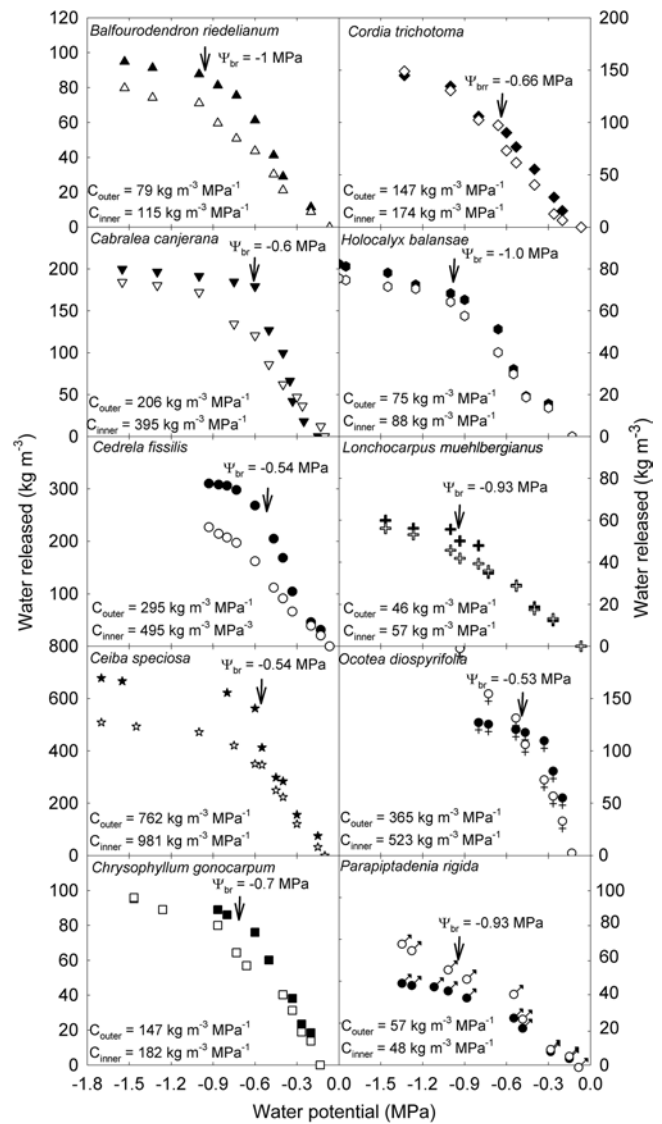 Balfourodendron riedelianum
Ψbr = -1 MPa
Couter = 79 kg m-3 MPa-1
Cinner = 115 kg m-3 MPa-1
120
100
80
60
40
20
0
Cordia trichotoma
Ψbrr = -0.66 MPa
Couter = 147 kg m-3 MPa-1
Cinner = 174 kg m-3 MPa-1
200
150
100
50
0
Cabralea canjerana
Ψbr = -0.6 MPa
Couter = 206 kg m-3 MPa-1
Cinner = 395 kg m-3 MPa-1
200
150
100
50
0
Holocalyx balansae
Ψbr = -1.0 MPa
Couter = 75 kg m-3 MPa-1
Cinner = 88 kg m-3 MPa-1
80
60
40
20
0
Cedrela fissilis
Ψbr = -0.54 MPa
Couter = 295 kg m-3 MPa-1
Cinner = 495 kg m-3 MPa-3
300
200
100
800
Lonchocarpus muehlbergianus
Ψbr = -0.93 MPa
Couter = 46 kg m-3 MPa-1
Cinner = 57 kg m-3 MPa-1
80
60
40
20
0
Ceiba speciosa
Ψbr = -0.54 MPa
Couter = 762 kg m-3 MPa-1
Cinner = 981 kg m-3 MPa-1
600
400
200
0
Ocotea diospyrifolia
Ψbr = -0.53 MPa
Couter = 365 kg m-3 MPa-1
Cinner = 523 kg m-3 MPa-1
150
100
50
0
Chrysophyllum gonocarpum
Ψbr = -0.7 MPa
Couter = 147 kg m-3 MPa-1
Cinner = 182 kg m-3 MPa-1
100
80
60
40
20
0
Parapiptadenia rigida
Ψbr = -0.93 MPa
Couter = 57 kg m-3 MPa-1
Cinner = 48 kg m-3 MPa-1
80
60
40
20
0
-1.8 -1.5 -1.2 -0.9 -0.6 -0.3 0.0 -1.5 -1.2 -0.9 -0.6 -0.3 0.0
Water potential (MPa)
Water released (kg m-3)
Water released (kg m-3)